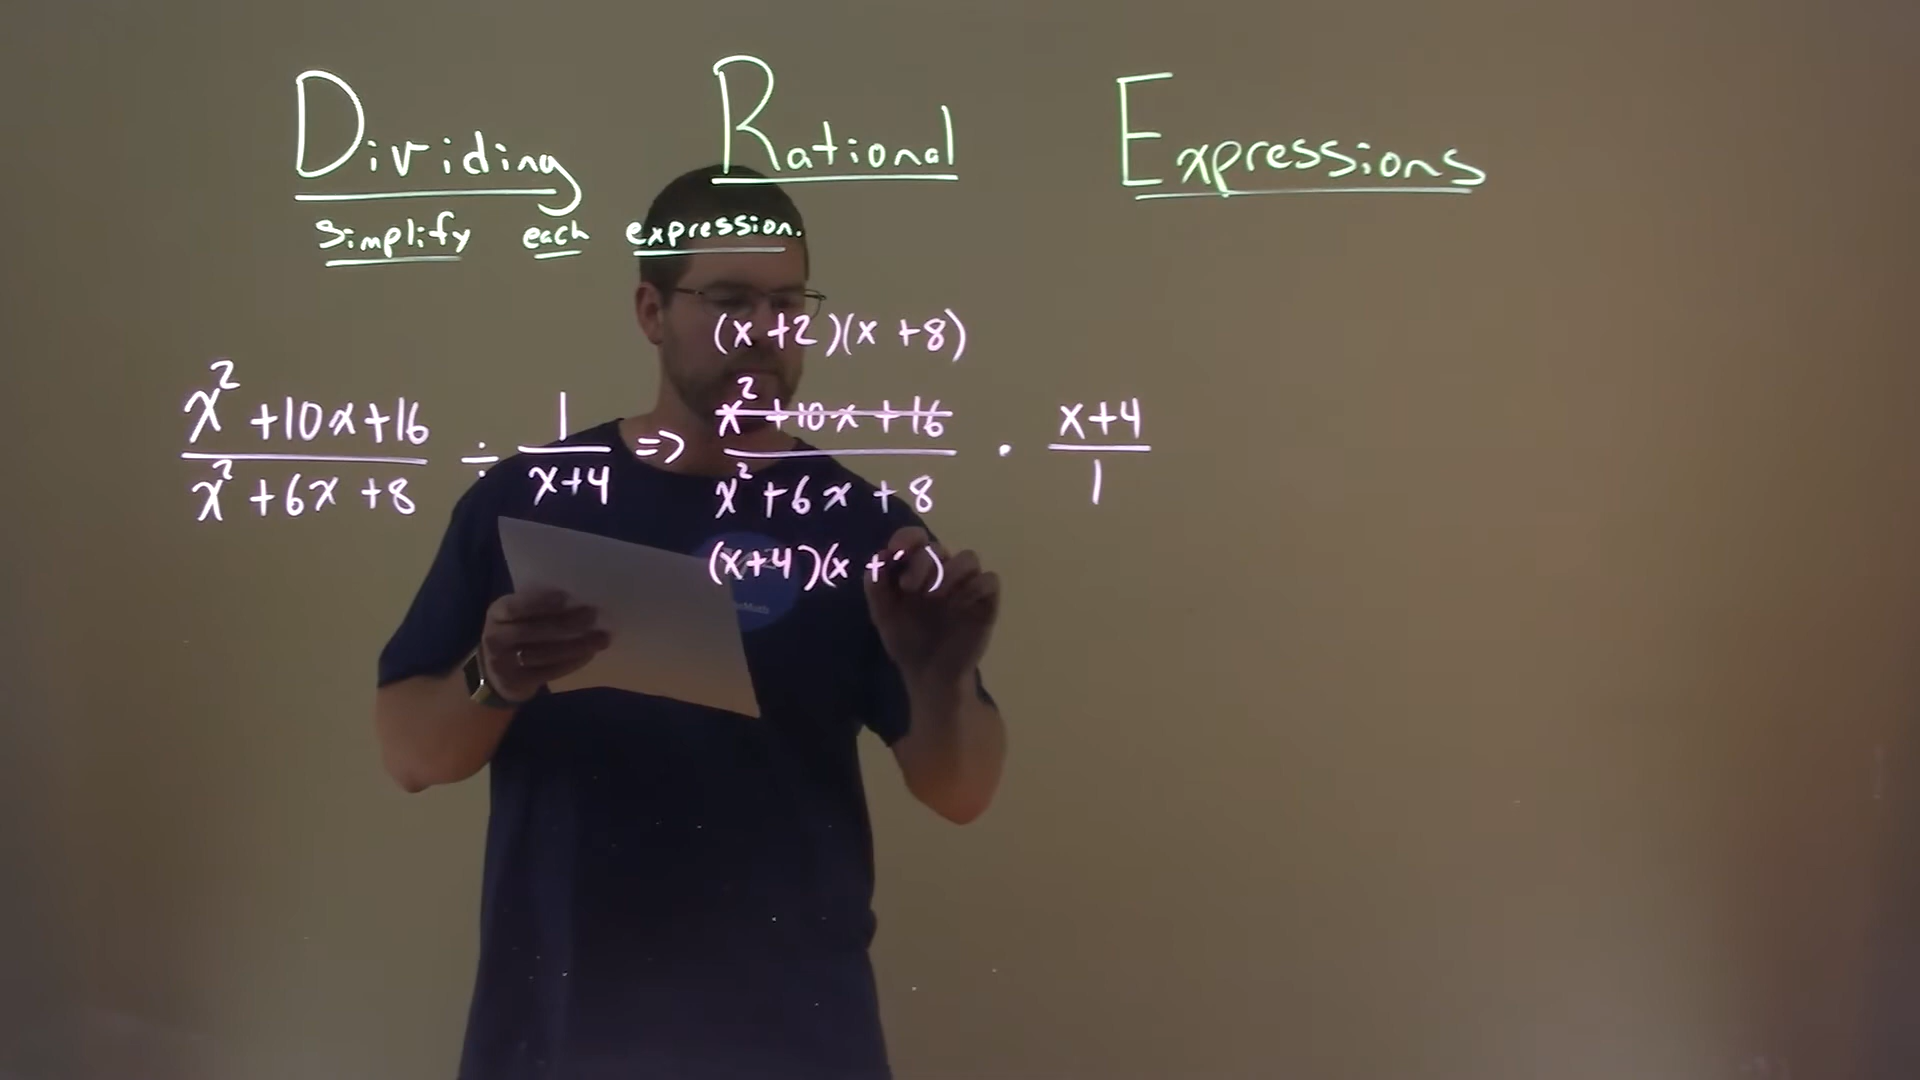 Dividing Rational Expressions
Simplify each expression.
(x+2)(x+8)
x²+10x+16 / x²+6x+8 ÷ 1 / x+4 => x²+10x+16 / x²+6x+8 · x+4 / 1
(x+4)(x+ )